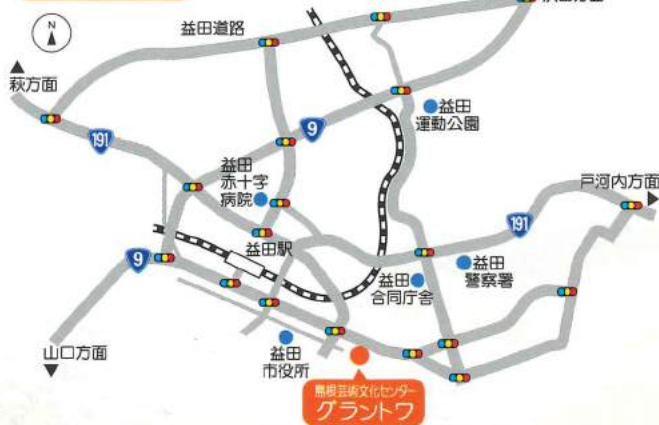 N
益田道路
萩方面
191
9
益田
運動公園
益田
赤十字
病院
戸河内方面
191
益田駅
9
益田
合同庁舎
益田
警察署
山口方面
益田
市役所
島根芸術文化センター
グラントワ